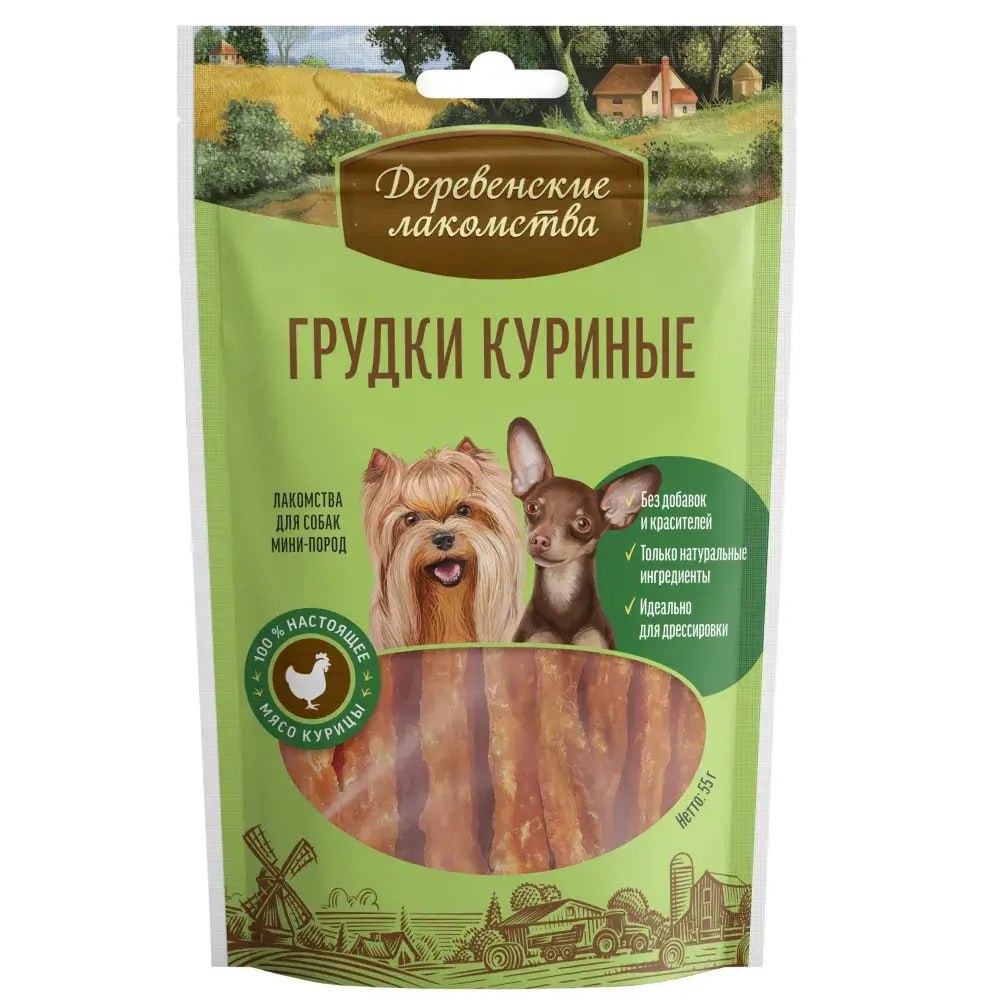 Деревенские
лакомства
ГРУДКИ КУРИНЫЕ
ЛАКОМСТВА
ДЛЯ СОБАК
МИНИ-ПОРОД
✓ Без добавок
и красителей
✓ Только натуральные
ингредиенты
✓ Идеально
для дрессировки
100 % НАСТОЯЩЕЕ
МЯСО КУРИЦЫ
Нетто: 55 г